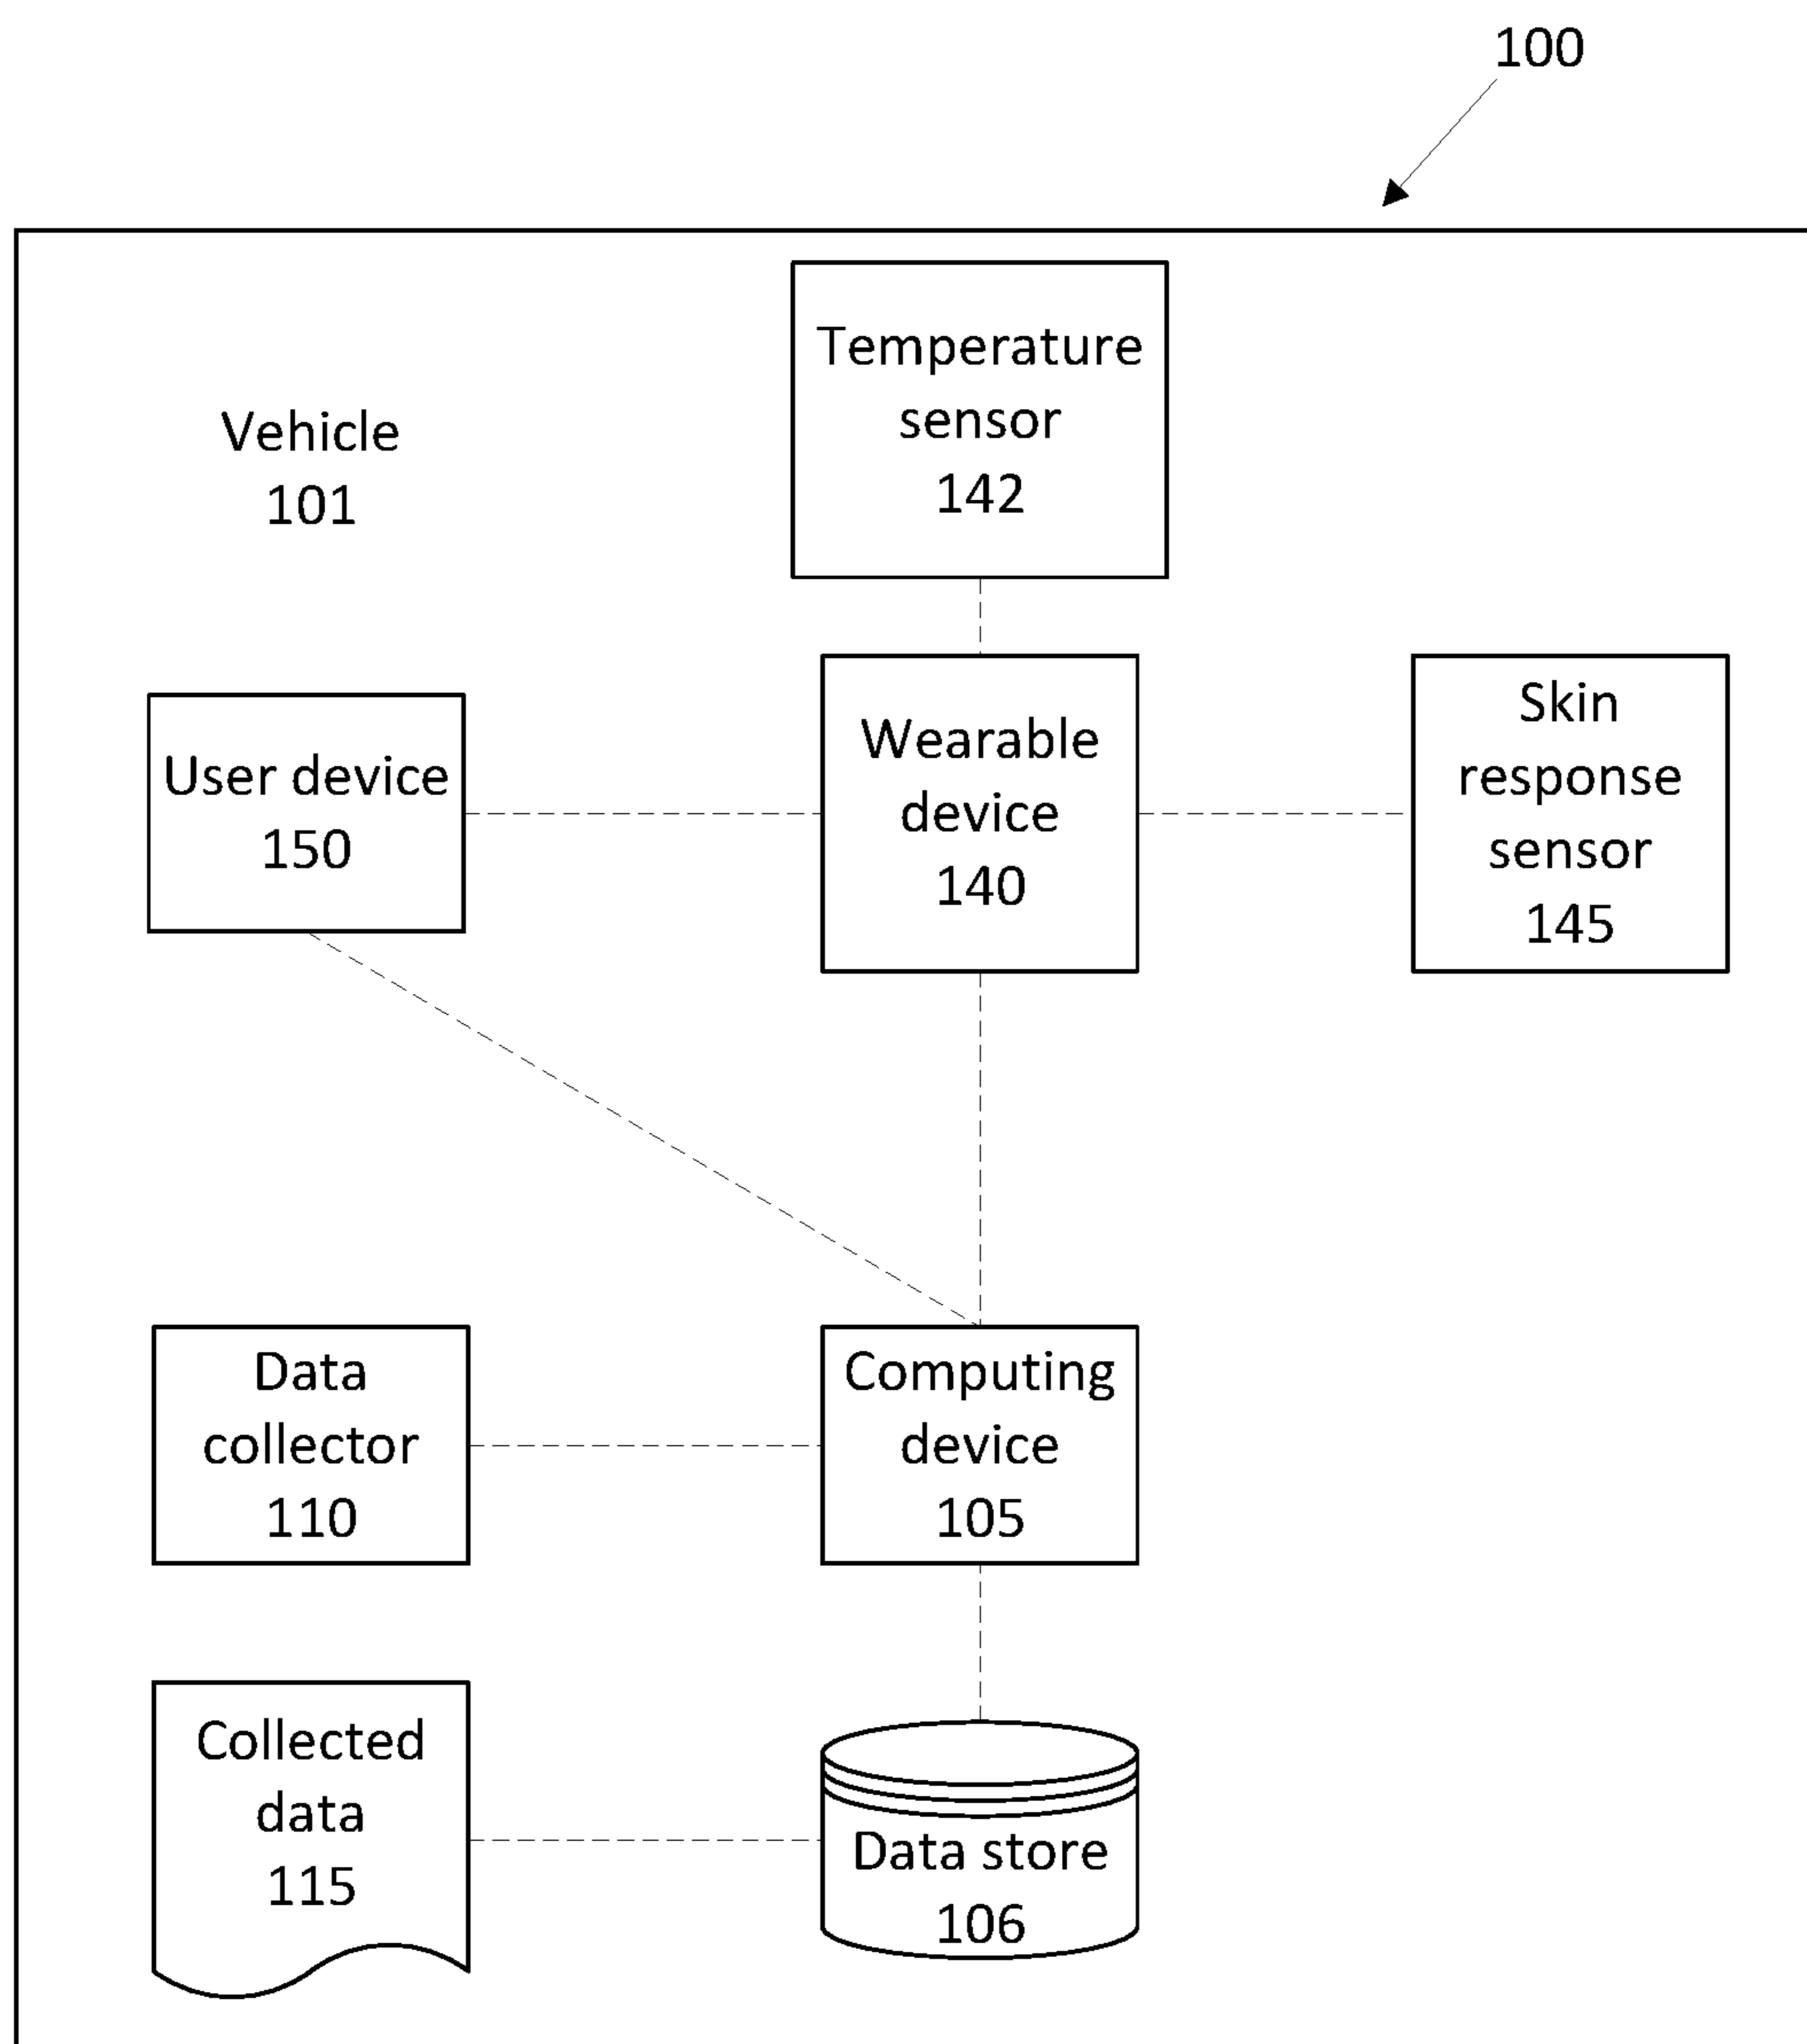 100
Vehicle
101
Temperature
sensor
142
User device
150
Wearable
device
140
Skin
response
sensor
145
Data
collector
110
Computing
device
105
Collected
data
115
Data store
106